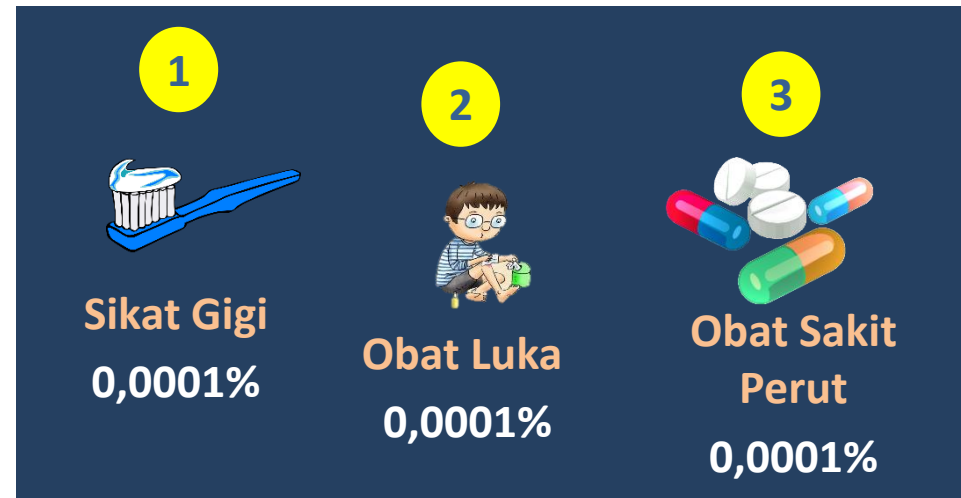 1
Sikat Gigi
0,0001%
2
Obat Luka
0,0001%
3
Obat Sakit
Perut
0,0001%